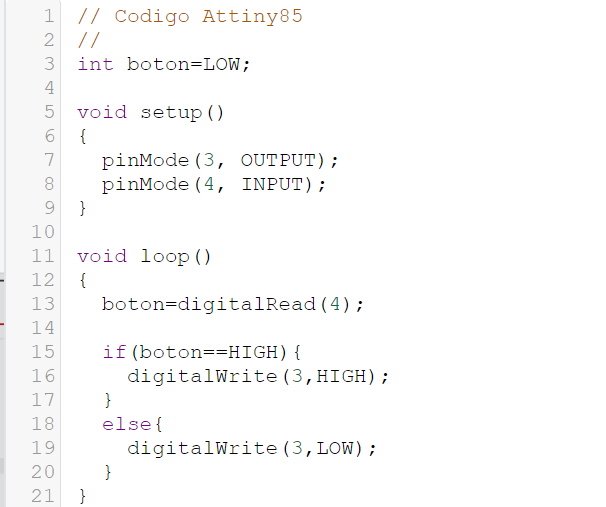 1 // Codigo Attiny85
2 //
3 int boton=LOW;
4
5 void setup()
6 {
7   pinMode(3, OUTPUT);
8   pinMode(4, INPUT);
9 }
10
11 void loop()
12 {
13   boton=digitalRead(4);
14
15   if(boton==HIGH){
16     digitalWrite(3,HIGH);
17   }
18   else{
19     digitalWrite(3,LOW);
20   }
21 }